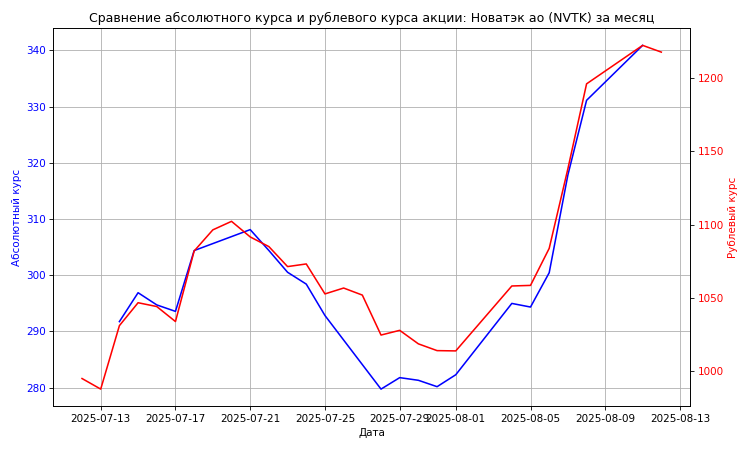 Сравнение абсолютного курса и рублевого курса акции: Новатэк ао (NVTK) за месяц
Абсолютный курс
340
330
320
310
300
290
280
1200
1150
1100
1050
1000
Рублевый курс
2025-07-13 2025-07-17 2025-07-21 2025-07-25 2025-07-29 2025-08-01 2025-08-05 2025-08-09 2025-08-13
Дата